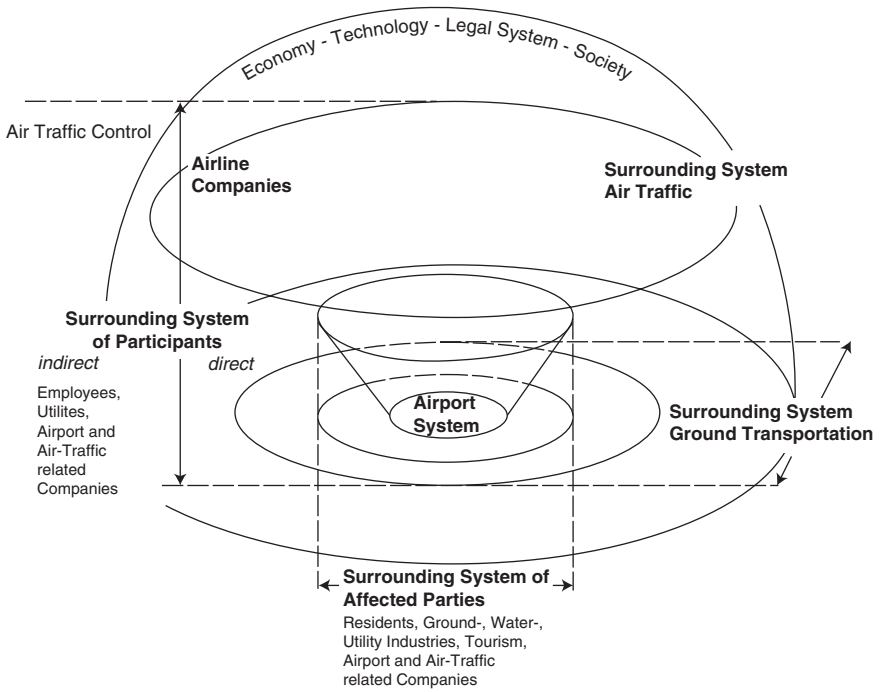 Economy - Technology - Legal System - Society
Air Traffic Control
Airline
Companies
Surrounding System
Air Traffic
Surrounding System
of Participants
indirect
direct
Employees,
Utilites,
Airport and
Air-Traffic
related
Companies
Airport
System
Surrounding System
Ground Transportation
Surrounding System of
Affected Parties
Residents, Ground-, Water-,
Utility Industries, Tourism,
Airport and Air-Traffic
related Companies